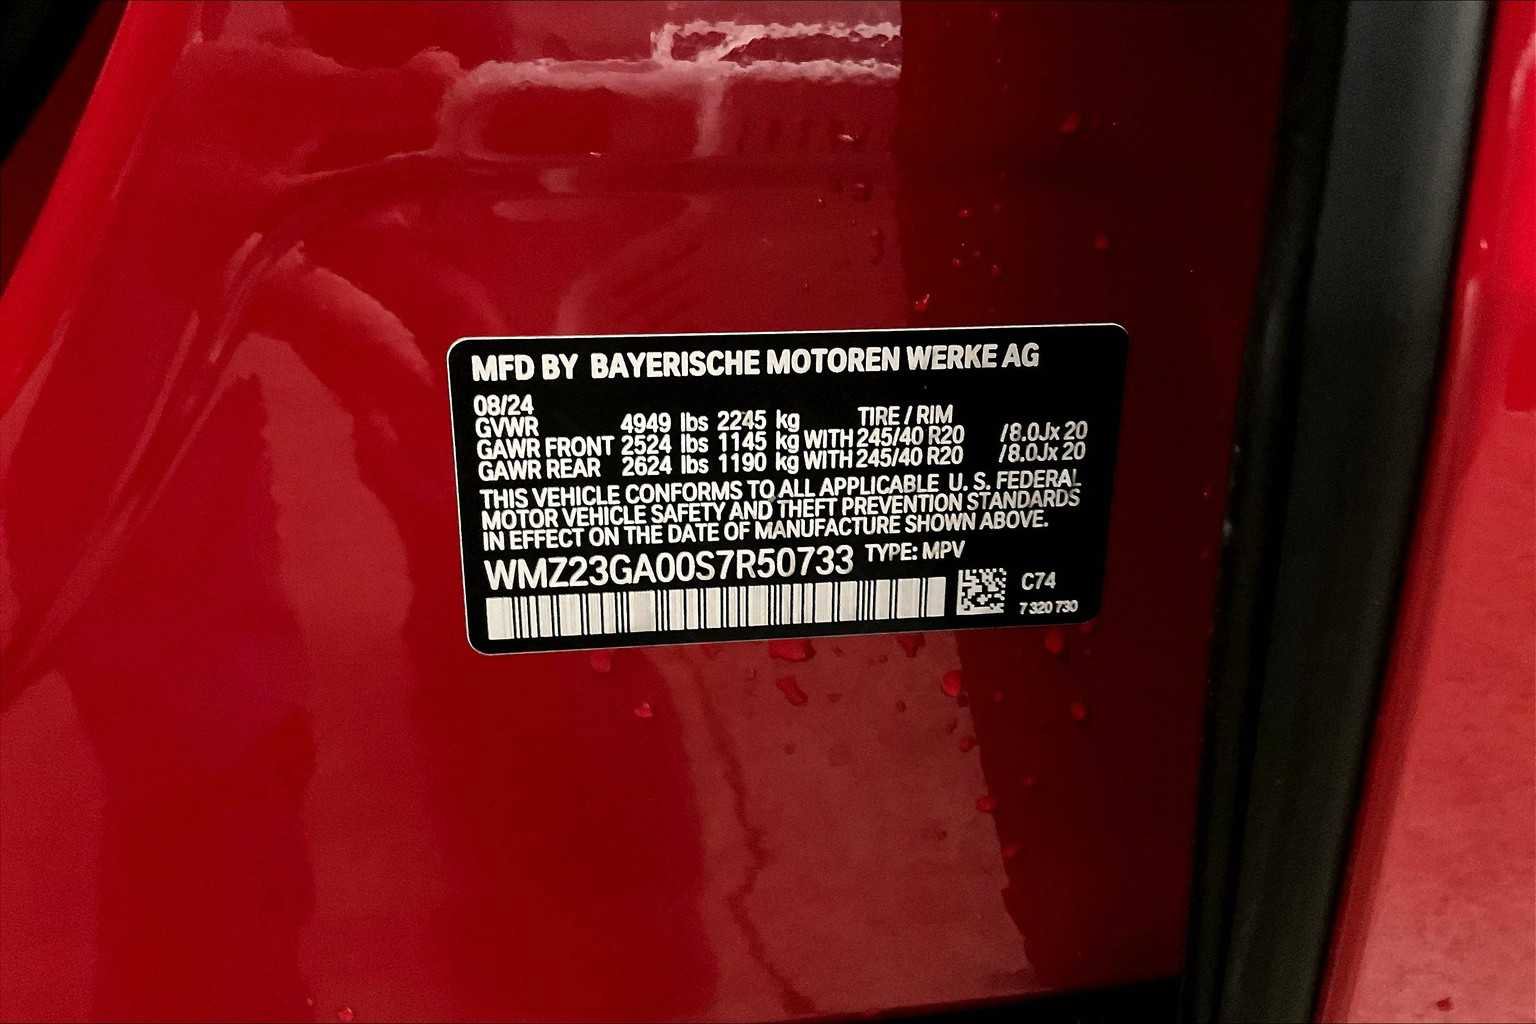 MFD BY BAYERISCHE MOTOREN WERKE AG
08/24
GVWR 4949 lbs 2245 kg TIRE / RIM
GAWR FRONT 2524 lbs 1145 kg WITH 245/40 R20 /8.0Jx 20
GAWR REAR 2624 lbs 1190 kg WITH 245/40 R20 /8.0Jx 20
THIS VEHICLE CONFORMS TO ALL APPLICABLE U. S. FEDERAL
MOTOR VEHICLE SAFETY AND THEFT PREVENTION STANDARDS
IN EFFECT ON THE DATE OF MANUFACTURE SHOWN ABOVE.
WMZ23GA00S7R50733 TYPE: MPV
C74
7 320 730